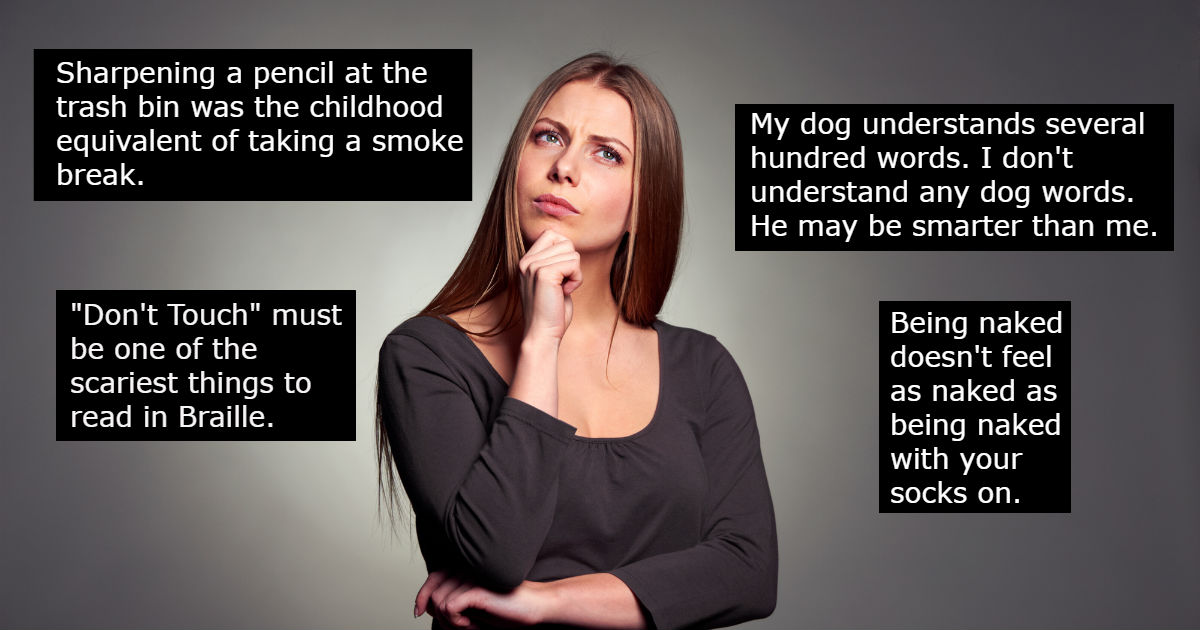 Sharpening a pencil at the
trash bin was the childhood
equivalent of taking a smoke
break.
My dog understands several
hundred words. I don't
understand any dog words.
He may be smarter than me.
"Don't Touch" must
be one of the
scariest things to
read in Braille.
Being naked
doesn't feel
as naked as
being naked
with your
socks on.